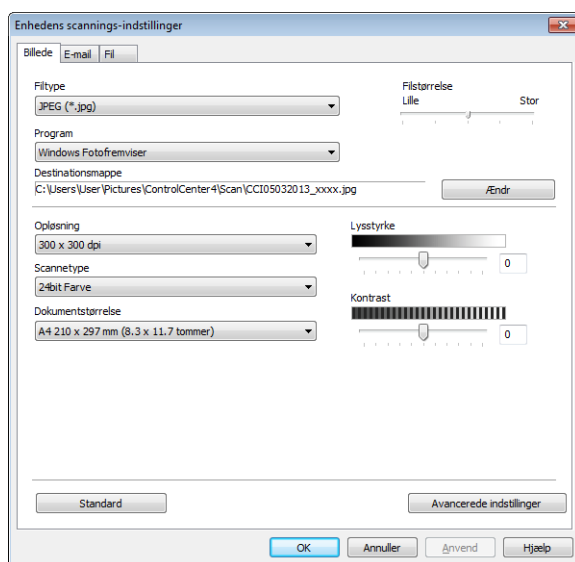 Enhedens scannings-indstillinger
Billede E-mail Fil
Filtype
JPEG (*.jpg)
Filstørrelse
Lille Stor
Program
Windows Fotofremviser
Destinationsmappe
C:\Users\User\Pictures\ControlCenter4\Scan\CCI05032013_xxxx.jpg
Ændr
Opløsning
300 x 300 dpi
Lysstyrke
0
Scannetype
24bit Farve
Kontrast
0
Dokumentstørrelse
A4 210 x 297 mm (8.3 x 11.7 tommer)
Standard
Avancerede indstillinger
OK Annuller Anvend Hjælp